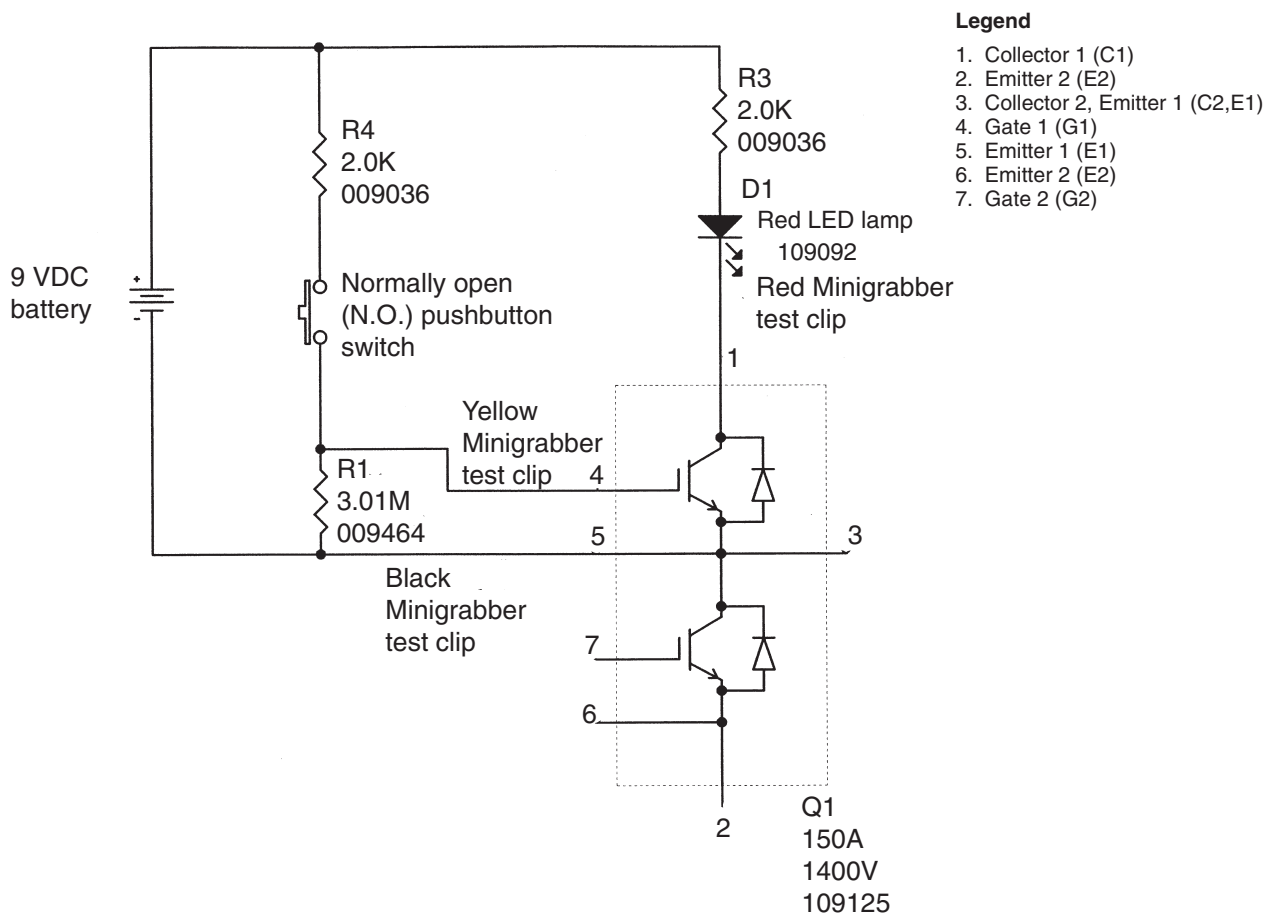 Legend
1. Collector 1 (C1)
2. Emitter 2 (E2)
3. Collector 2, Emitter 1 (C2,E1)
4. Gate 1 (G1)
5. Emitter 1 (E1)
6. Emitter 2 (E2)
7. Gate 2 (G2)
R3
2.0K
009036
R4
2.0K
009036
D1
Red LED lamp
109092
Red Minigrabber
test clip
9 VDC
battery
+
-
Normally open
(N.O.) pushbutton
switch
1
Yellow
Minigrabber
test clip
4
R1
3.01M
009464
5
3
Black
Minigrabber
test clip
7
6
2
Q1
150A
1400V
109125